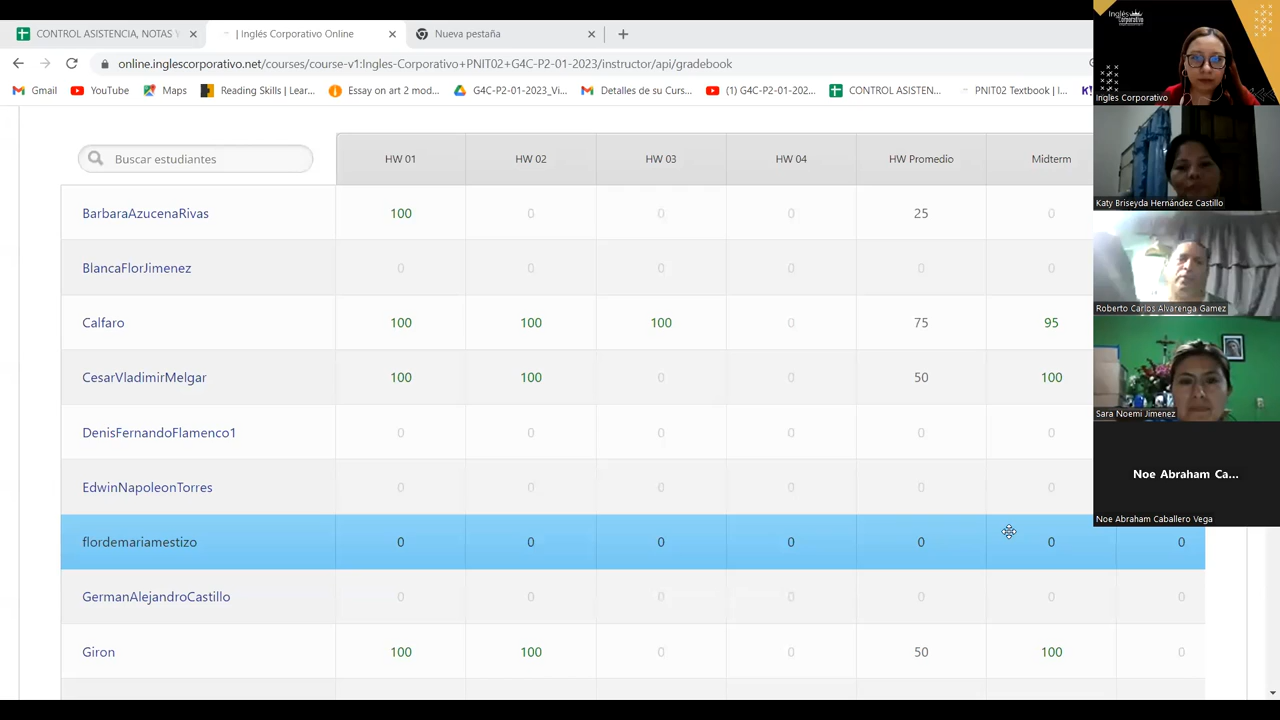 CONTROL ASISTENCIA, NOTAS Y
| Inglés Corporativo Online
Nueva pestaña
online.inglescorporativo.net/courses/course-v1:Ingles-Corporativo+PNIT02+G4C-P2-01-2023/instructor/api/gradebook
Gmail YouTube Maps Reading Skills | Lear... Essay on art 2 mod... G4C-P2-01-2023_Vi... Detalles de su Curs... (1) G4C-P2-01-202... CONTROL ASISTEN... PNIT02 Textbook | I...
Buscar estudiantes HW 01 HW 02 HW 03 HW 04 HW Promedio Midterm
BarbaraAzucenaRivas 100 0 0 0 25 0
BlancaFlorJimenez 0 0 0 0 0 0
Calfaro 100 100 100 0 75 95
CesarVladimirMelgar 100 100 0 0 50 100
DenisFernandoFlamenco1 0 0 0 0 0 0
EdwinNapoleonTorres 0 0 0 0 0 0
flordemariamestizo 0 0 0 0 0 0 0
GermanAlejandroCastillo 0 0 0 0 0 0 0
Giron 100 100 0 0 50 100 0
Inglés
Corporativo
Ingles Corporativo
Katy Briseyda Hernández Castillo
Roberto Carlos Alvarenga Gamez
Sara Noemi Jimenez
Noe Abraham Ca...
Noe Abraham Caballero Vega